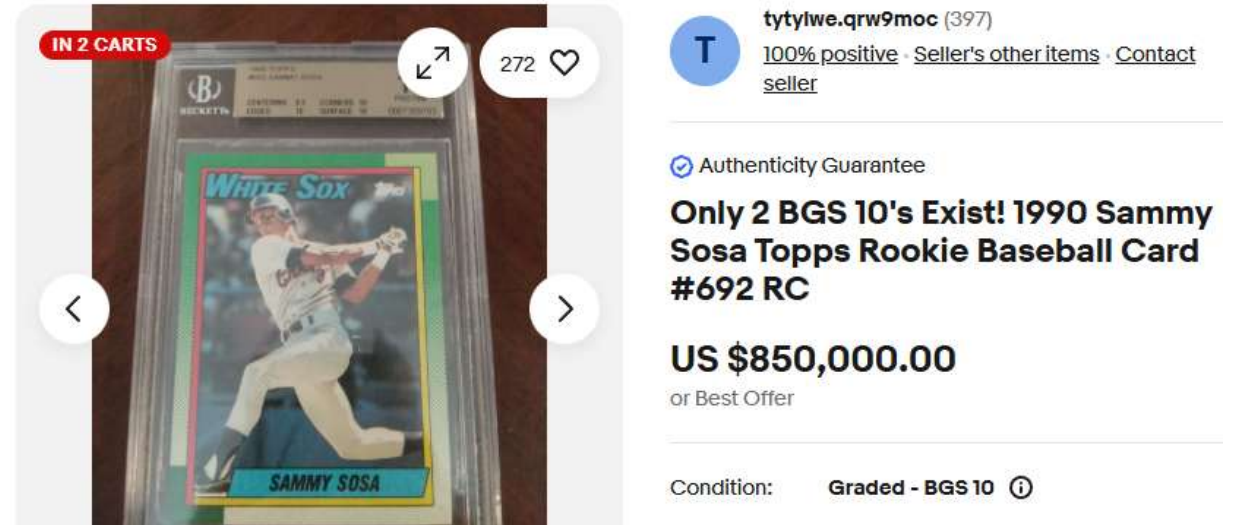 IN 2 CARTS
272
BECKETT
WHITE SOX
Topps
SAMMY SOSA
T
tytylwe.qrw9moc (397)
100% positive · Seller's other items · Contact
seller
Authenticity Guarantee
Only 2 BGS 10's Exist! 1990 Sammy
Sosa Topps Rookie Baseball Card
#692 RC
US $850,000.00
or Best Offer
Condition: Graded - BGS 10